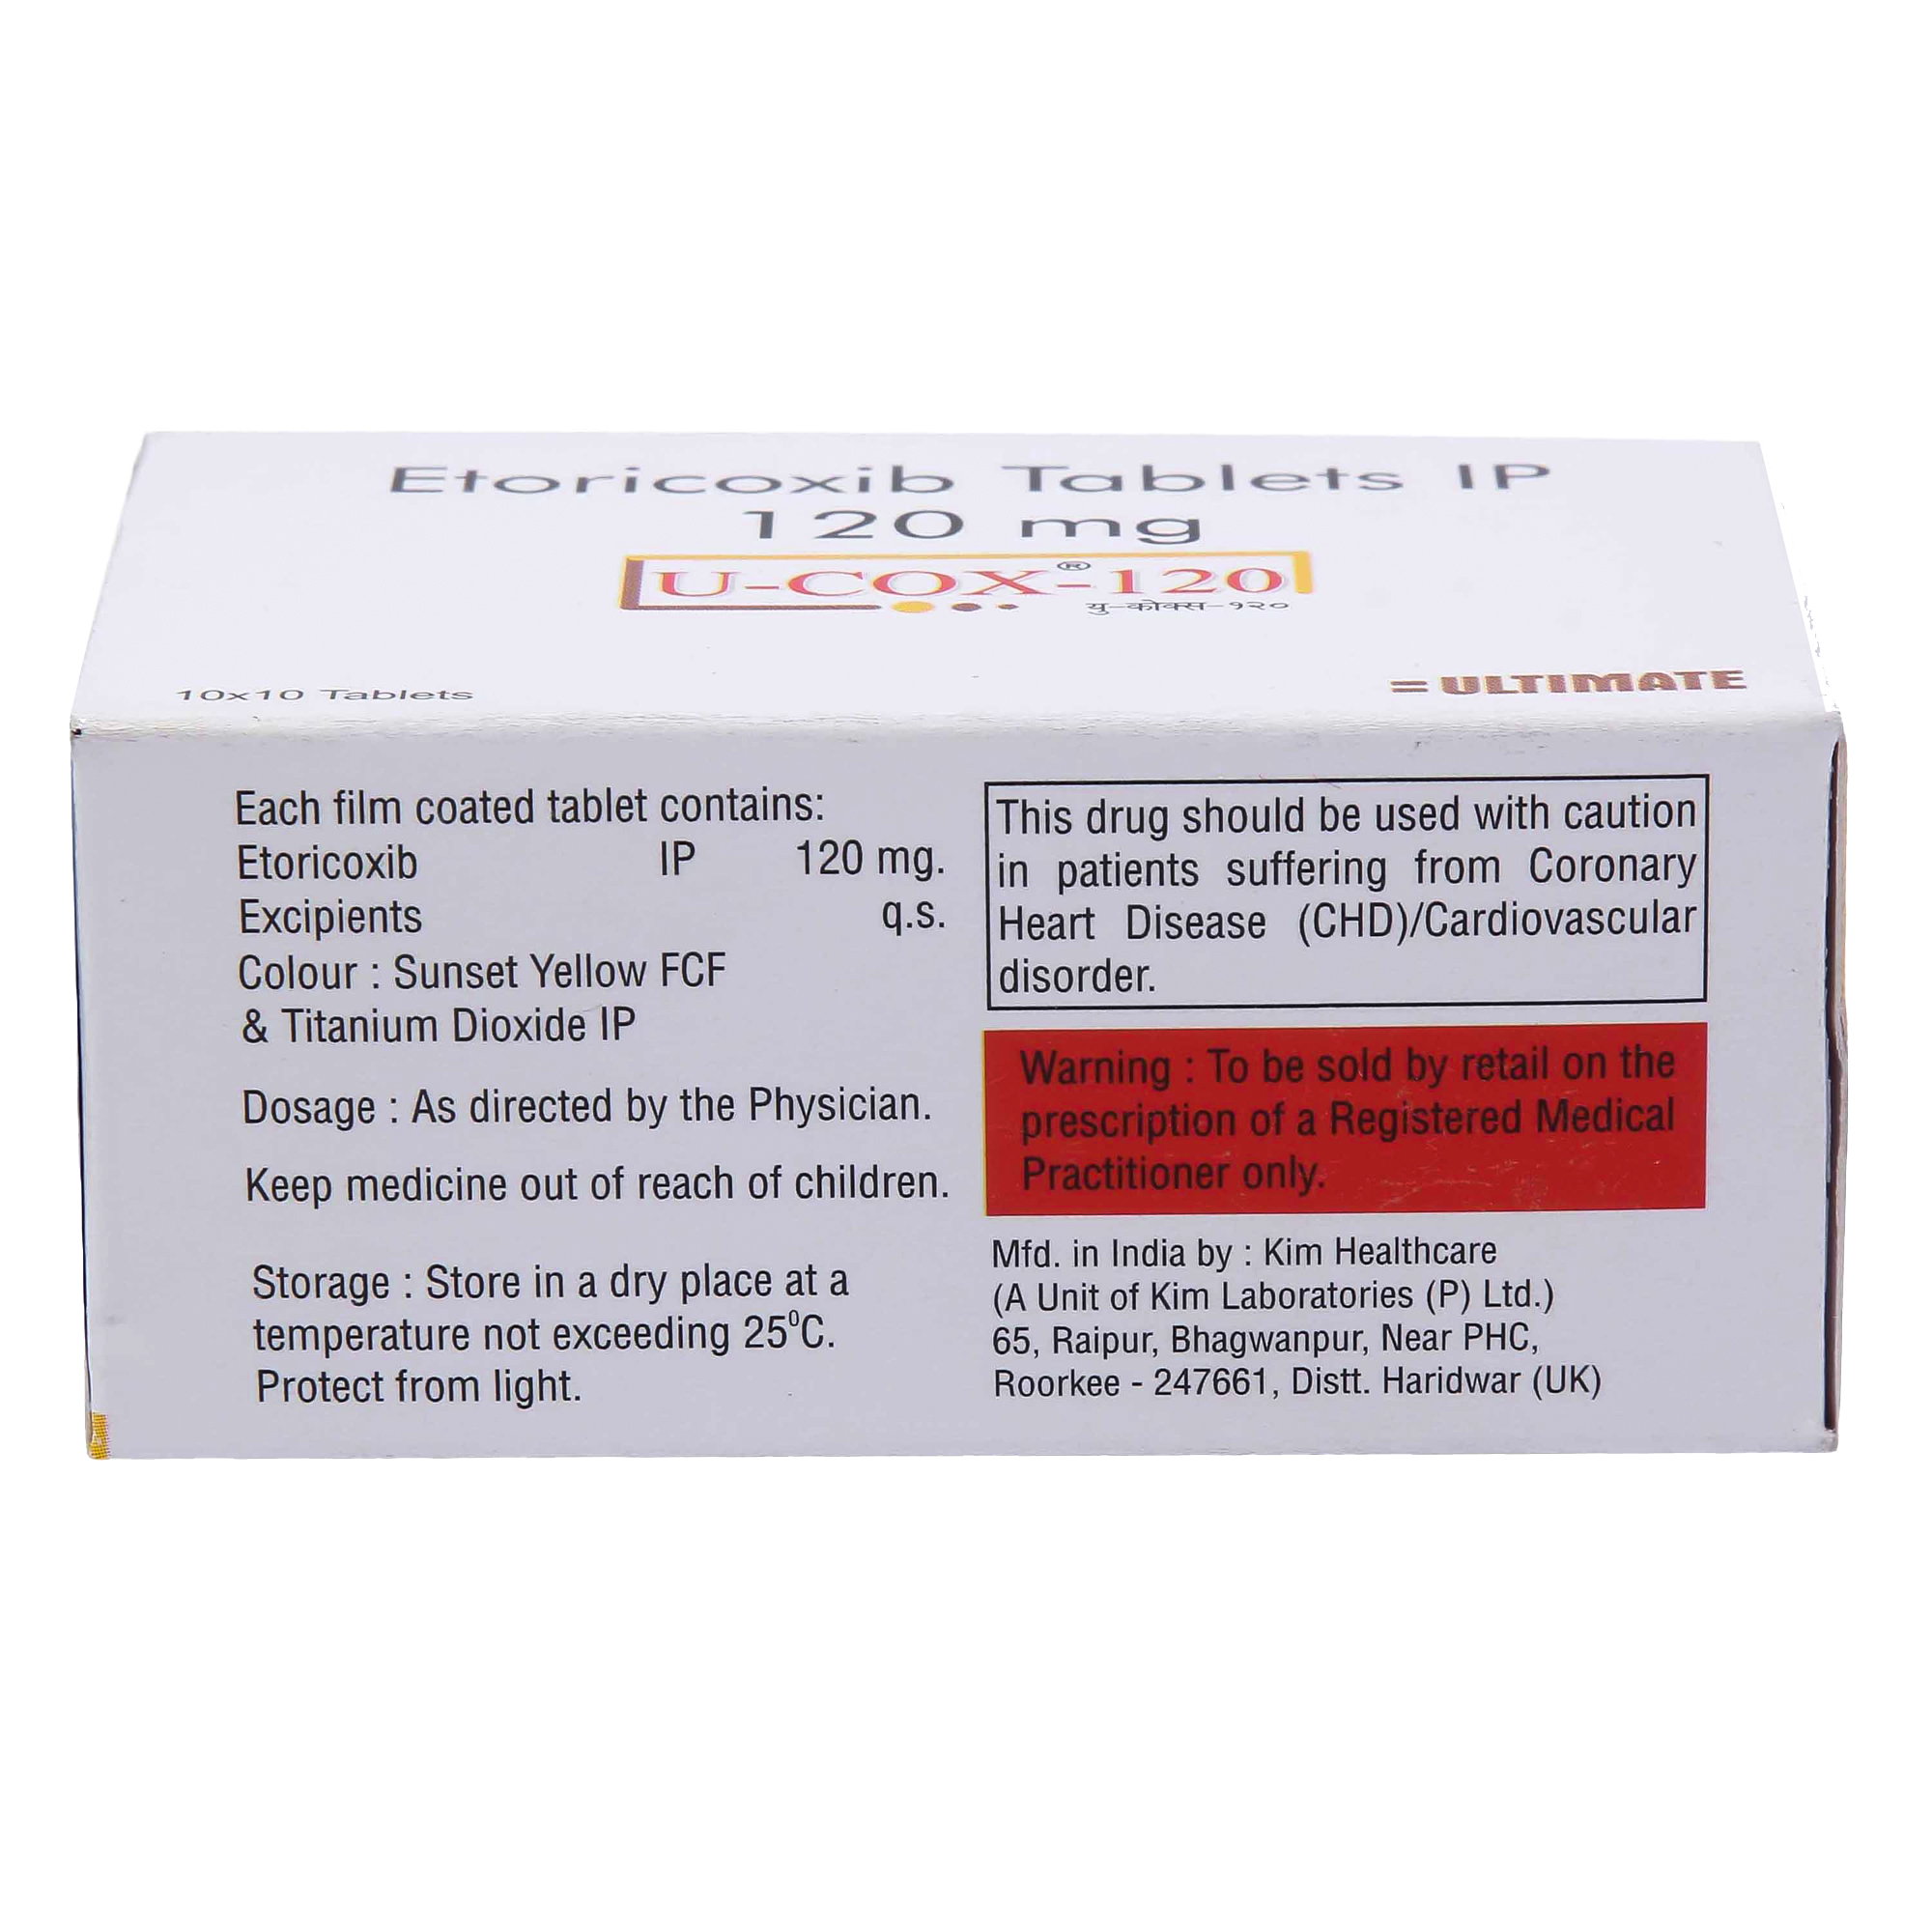 Etoricoxib Tablets IP
120 mg
U-COX®-120
यु-कोक्स-१२०
10x10 Tablets
=ULTIMATE
Each film coated tablet contains:
Etoricoxib IP 120 mg.
Excipients q.s.
Colour : Sunset Yellow FCF
& Titanium Dioxide IP
Dosage : As directed by the Physician.
Keep medicine out of reach of children.
Storage : Store in a dry place at a
temperature not exceeding 25⁰C.
Protect from light.
This drug should be used with caution
in patients suffering from Coronary
Heart Disease (CHD)/Cardiovascular
disorder.
Warning : To be sold by retail on the
prescription of a Registered Medical
Practitioner only.
Mfd. in India by : Kim Healthcare
(A Unit of Kim Laboratories (P) Ltd.)
65, Raipur, Bhagwanpur, Near PHC,
Roorkee - 247661, Distt. Haridwar (UK)